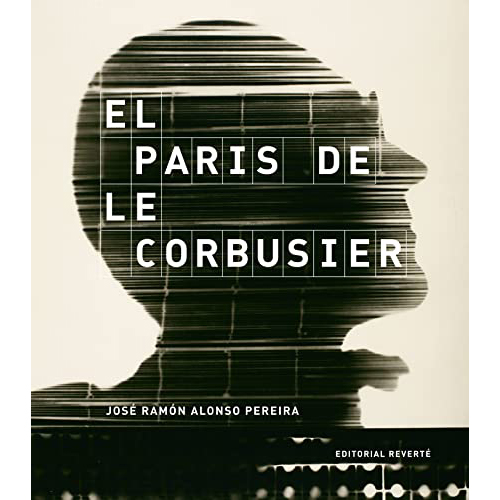 EL
PARIS DE
LE
CORBUSIER
JOSÉ RAMÓN ALONSO PEREIRA
EDITORIAL REVERTÉ